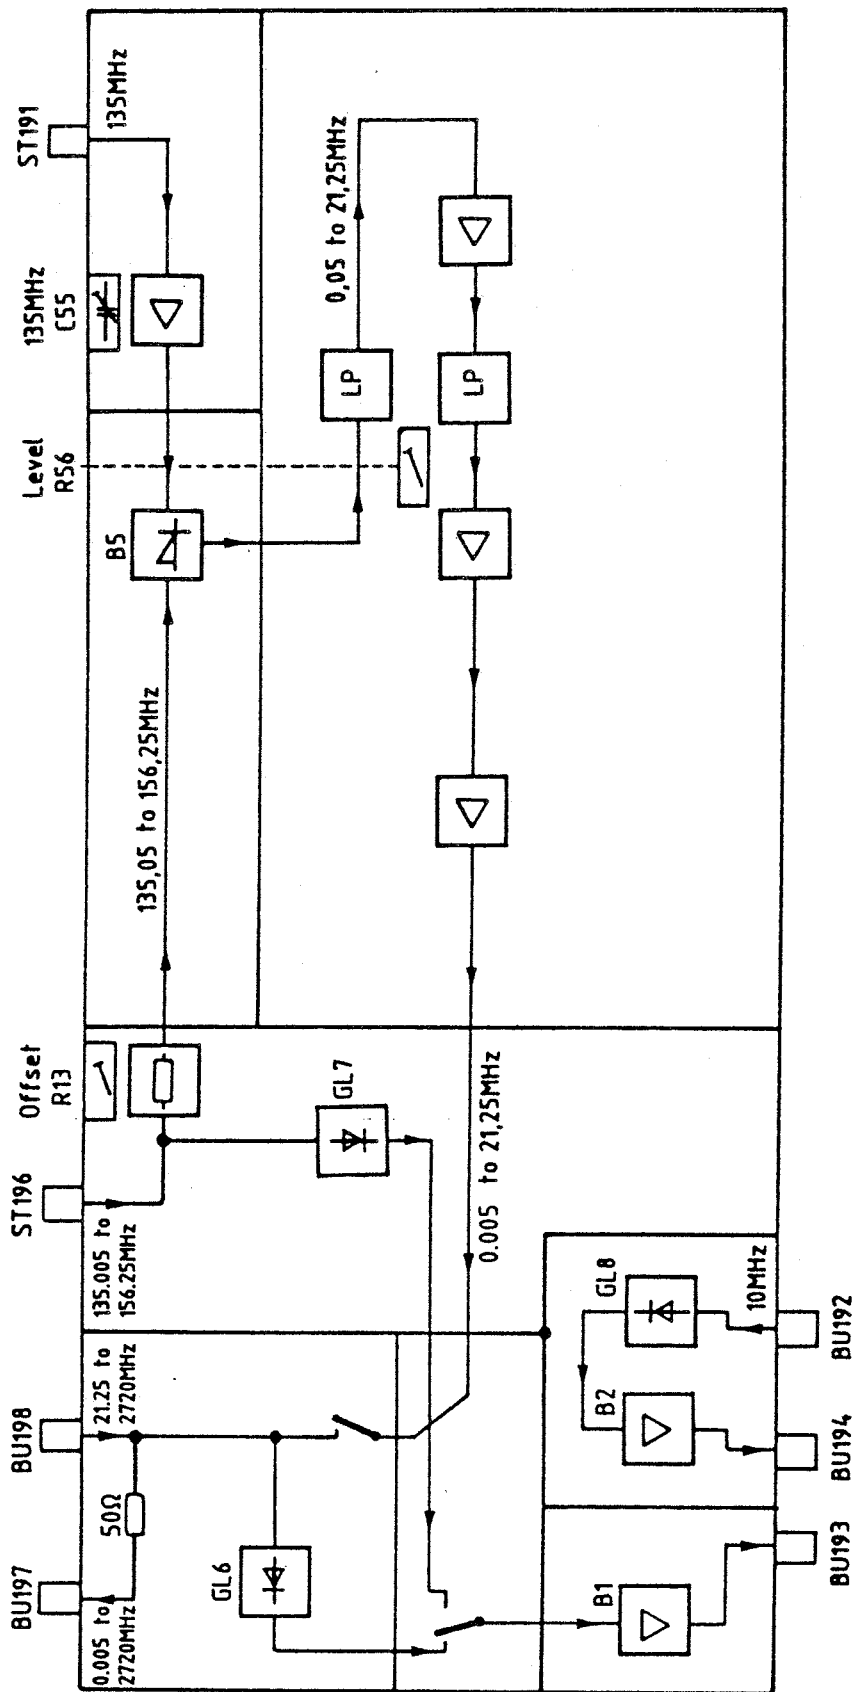 BU197
BU198
ST196
Offset
R13
Level
R56
135MHz
C55
ST191
0.005 to
2720MHz
50Ω
21.25 to
2720MHz
135.005 to
156.25MHz
135,05 to 156,25MHz
B5
135MHz
GL6
GL7
LP
0,05 to 21,25MHz
LP
0.005 to 21,25MHz
B1
B2
GL8
10MHz
BU193
BU194
BU192